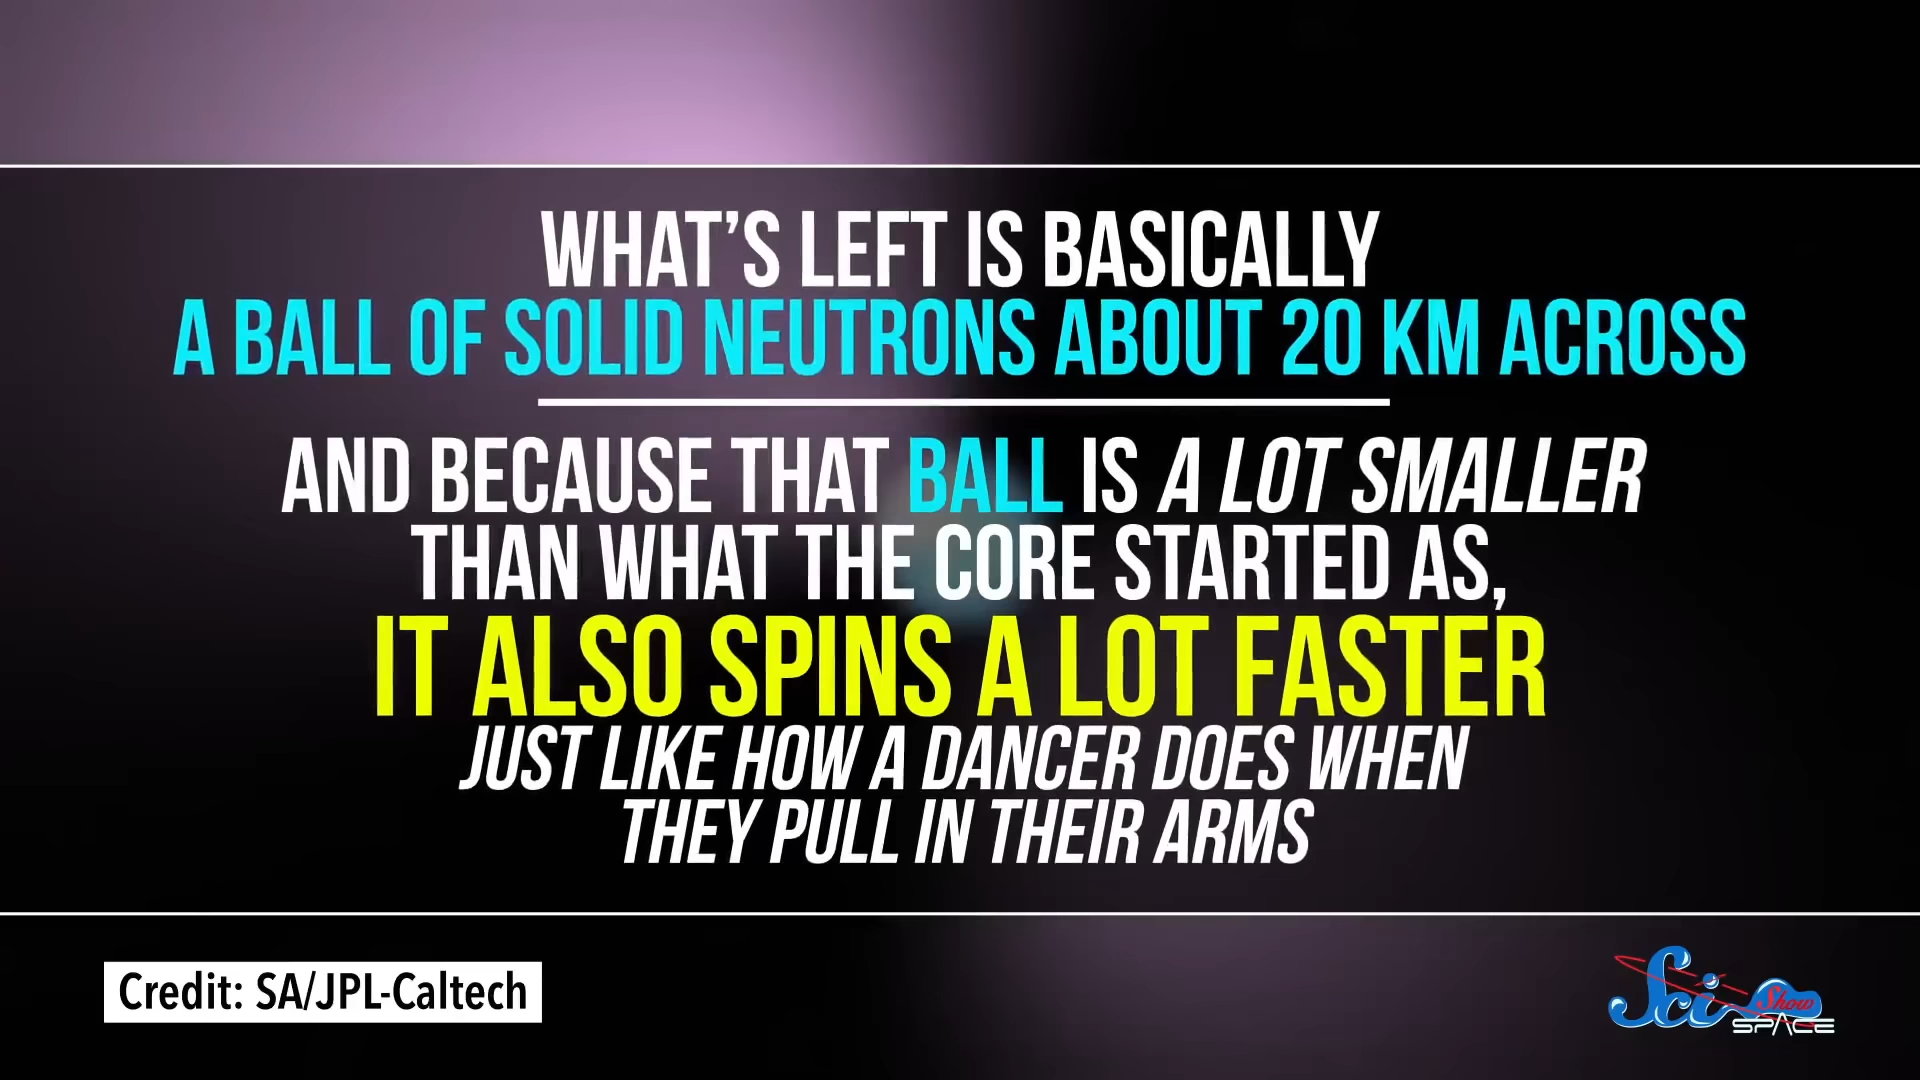 WHAT'S LEFT IS BASICALLY
A BALL OF SOLID NEUTRONS ABOUT 20 KM ACROSS
AND BECAUSE THAT BALL IS A LOT SMALLER
THAN WHAT THE CORE STARTED AS,
IT ALSO SPINS A LOT FASTER
JUST LIKE HOW A DANCER DOES WHEN
THEY PULL IN THEIR ARMS
Credit: SA/JPL-Caltech
Sci Show
SPACE